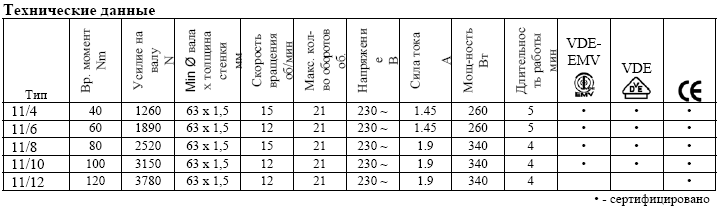 Технические данные
Тип
Вр. момент Nm
Усилие на валу N
Min Ø вала х толщина стенки мм
Скорость вращения об/мин
Макс. кол-во оборотов об.
Напряжение В
Сила тока А
Мощ-ность Вт
Длительность работы мин
VDE-EMV
EMV
VDE
CE
11/4 40 1260 63 x 1,5 15 21 230 ~ 1.45 260 5 • • •
11/6 60 1890 63 x 1,5 12 21 230 ~ 1.45 260 5 • • •
11/8 80 2520 63 x 1,5 15 21 230 ~ 1.9 340 4 • • •
11/10 100 3150 63 x 1,5 12 21 230 ~ 1.9 340 4 • • •
11/12 120 3780 63 x 1,5 12 21 230 ~ 1.9 340 4 •
• - сертифицировано